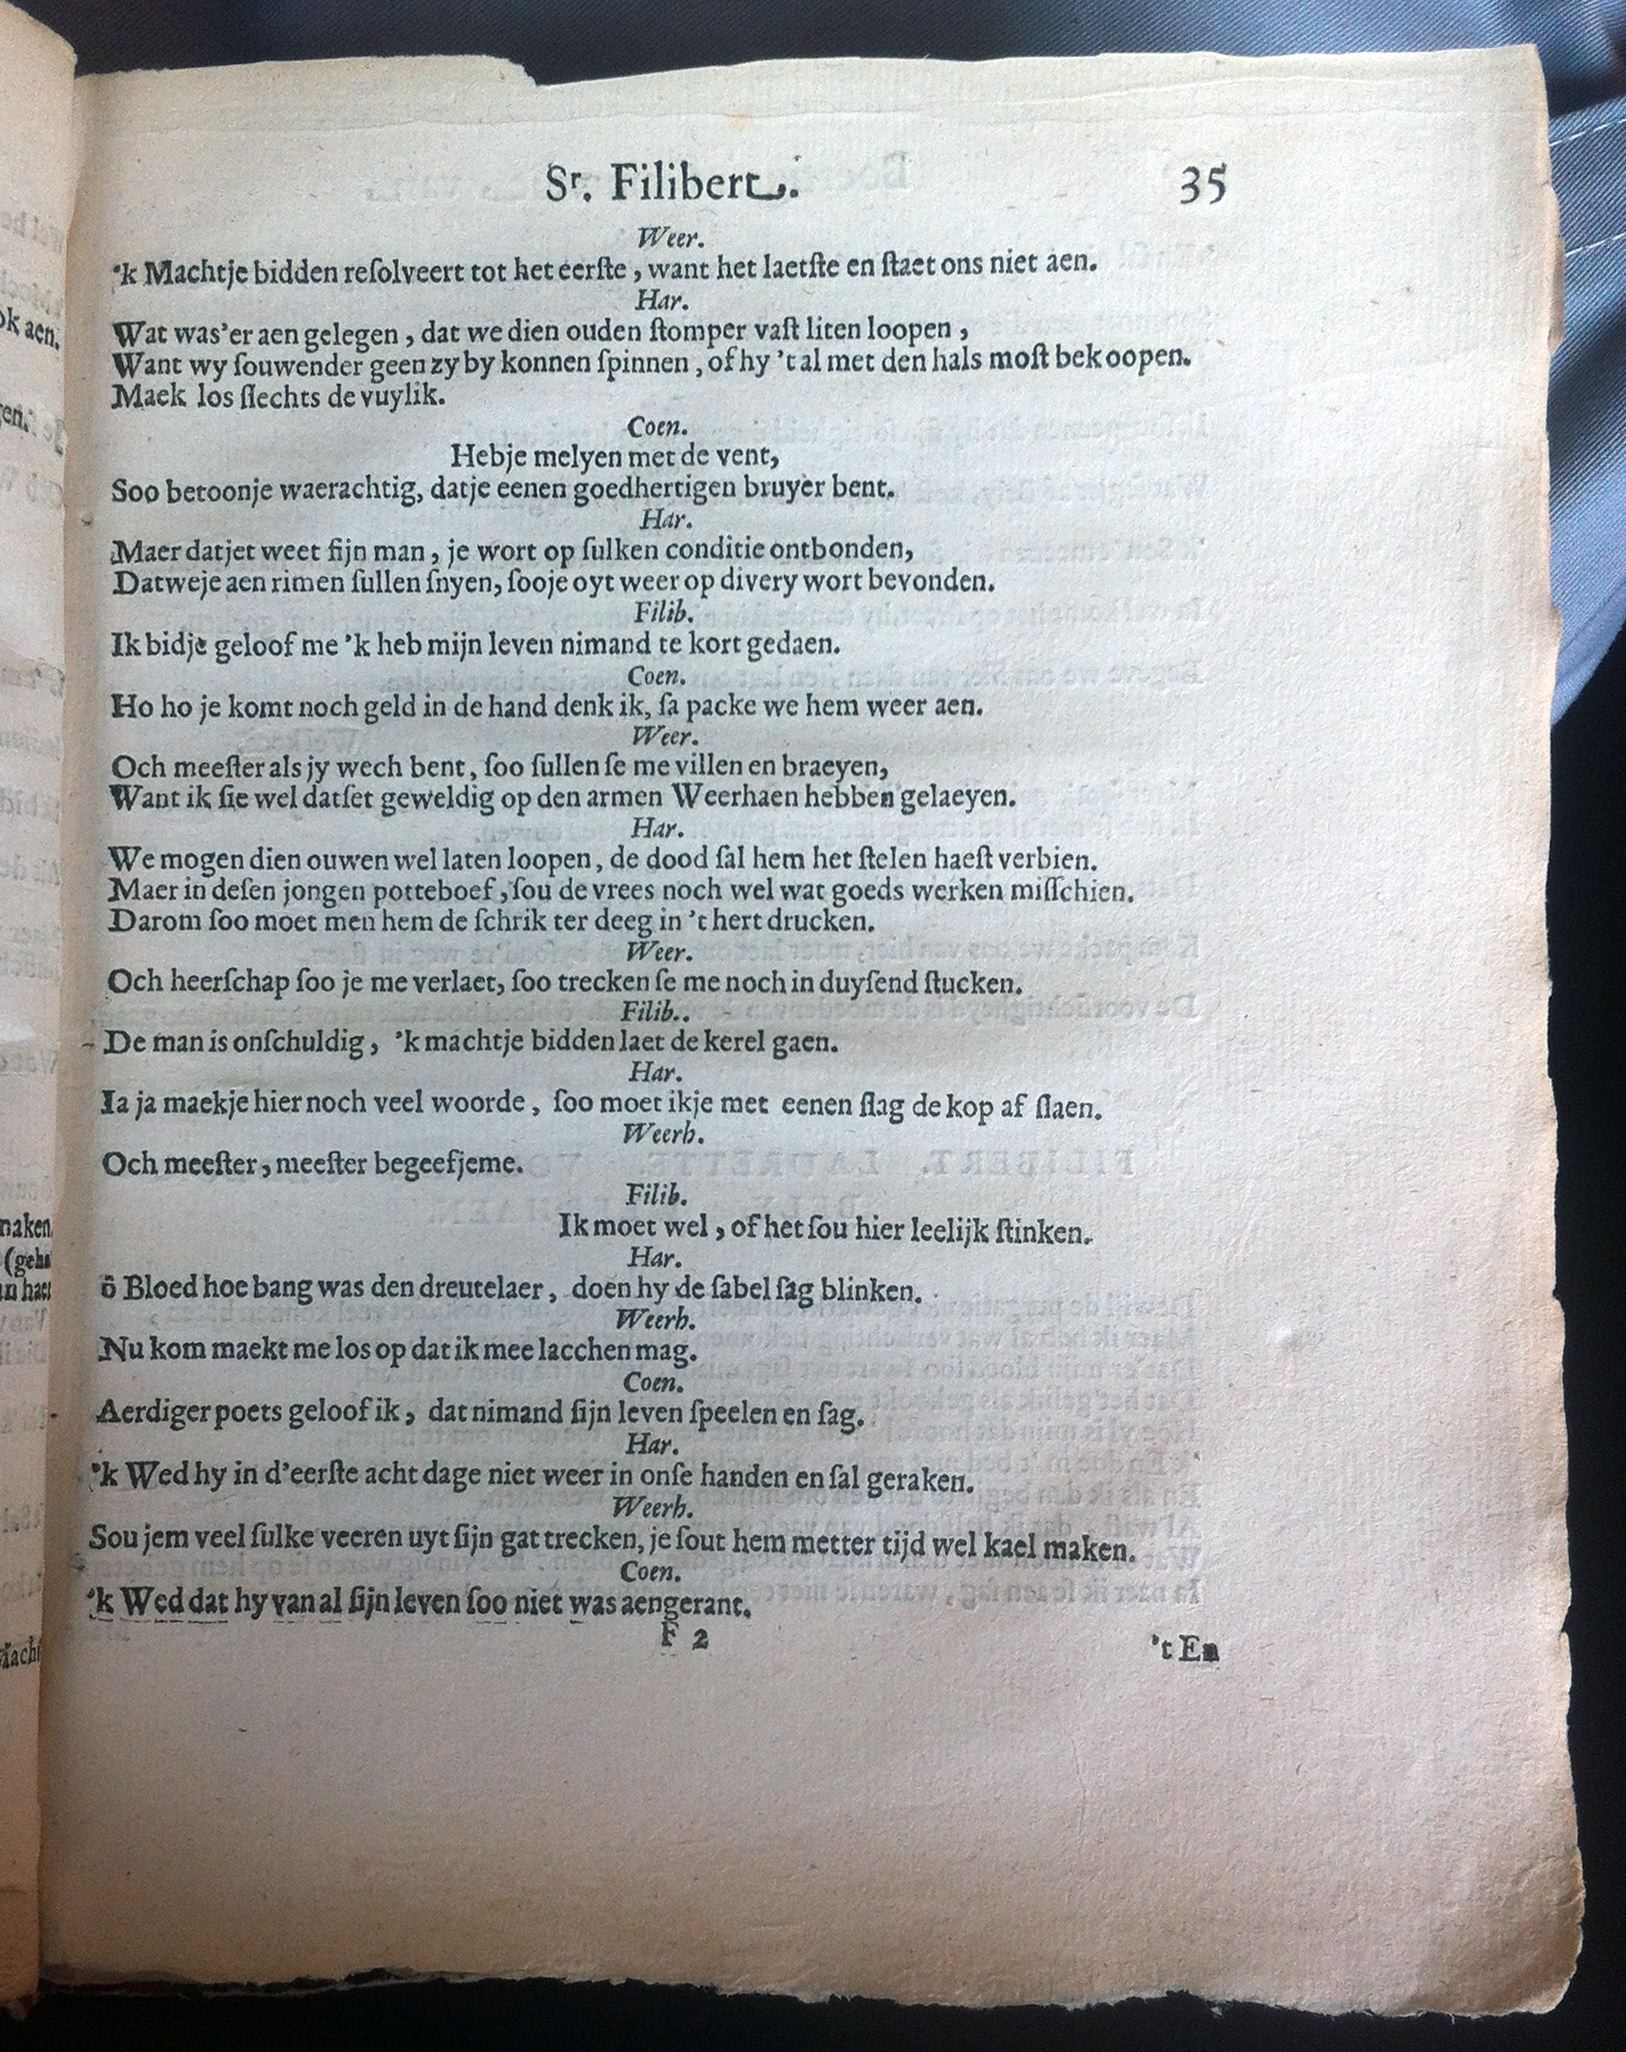 Sr. Filibert. 35
Weer.
'k Machtje bidden reſolveert tot het eerſte, want het laetſte en ſtaet ons niet aen.
Har.
Wat was'er aen gelegen, dat we dien ouden ſtomper vaſt liten loopen,
Want wy ſouwender geen zy by konnen ſpinnen, of hy 't al met den hals moſt bekoopen.
Maek los ſlechts de vuylik.
Coen.
Hebje melyen met de vent,
Soo betoonje waerachtig, datje eenen goedhertigen bruyer bent.
Har.
Maer datjet weet ſijn man, je wort op ſulken conditie ontbonden,
Datweje aen rimen ſullen ſnyen, ſooje oyt weer op divery wort bevonden.
Filib.
Ik bidje geloof me 'k heb mijn leven nimand te kort gedaen.
Coen.
Ho ho je komt noch geld in de hand denk ik, ſa packe we hem weer aen.
Weer.
Och meeſter als jy wech bent, ſoo ſullen ſe me villen en braeyen,
Want ik ſie wel datſet geweldig op den armen Weerhaen hebben gelaeyen.
Har.
We mogen dien ouwen wel laten loopen, de dood ſal hem het ſtelen haeſt verbien.
Maer in deſen jongen potteboef, ſou de vrees noch wel wat goeds werken miſſchien.
Darom ſoo moet men hem de ſchrik ter deeg in 't hert drucken.
Weer.
Och heerſchap ſoo je me verlaet, ſoo trecken ſe me noch in duyſend ſtucken.
Filib..
De man is onſchuldig, 'k machtje bidden laet de kerel gaen.
Har.
Ia ja maekje hier noch veel woorde, ſoo moet ikje met eenen ſlag de kop af ſlaen.
Weerh.
Och meeſter, meeſter begeefjeme.
Filib.
Ik moet wel, of het ſou hier leelijk ſtinken.
Har.
ô Bloed hoe bang was den dreutelaer, doen hy de ſabel ſag blinken.
Weerh.
Nu kom maekt me los op dat ik mee lacchen mag.
Coen.
Aerdiger poets geloof ik, dat nimand ſijn leven ſpeelen en ſag.
Har.
'k Wed hy in d'eerſte acht dage niet weer in onſe handen en ſal geraken.
Weerh.
Sou jem veel ſulke veeren uyt ſijn gat trecken, je ſout hem metter tijd wel kael maken.
Coen.
'k Wed dat hy van al ſijn leven ſoo niet was aengerant.
F 2 't En